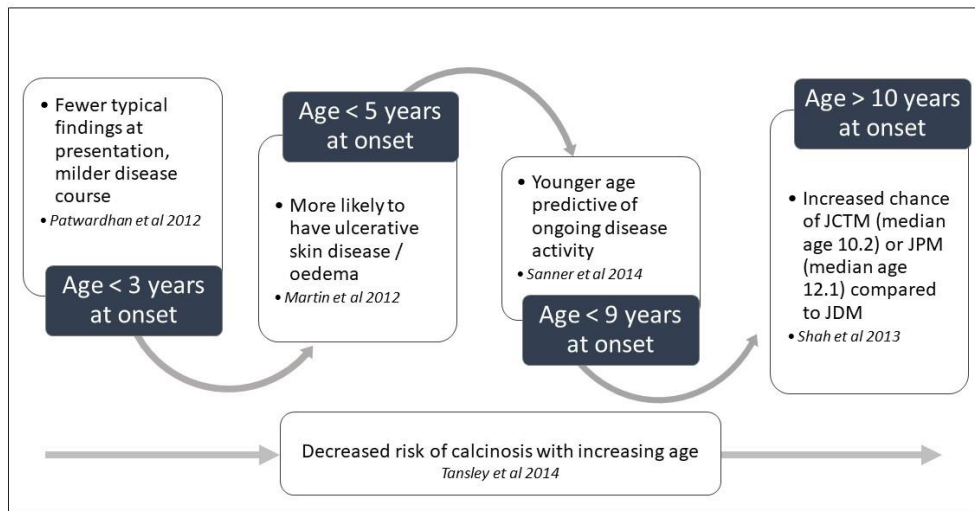 • Fewer typical
findings at
presentation,
milder disease
course
• Patwardhan et al 2012
Age < 3 years
at onset
Age < 5 years
at onset
• More likely to
have ulcerative
skin disease /
oedema
• Martin et al 2012
• Younger age
predictive of
ongoing disease
activity
• Sanner et al 2014
Age < 9 years
at onset
Age > 10 years
at onset
• Increased chance
of JCTM (median
age 10.2) or JPM
(median age
12.1) compared
to JDM
• Shah et al 2013
Decreased risk of calcinosis with increasing age
Tansley et al 2014